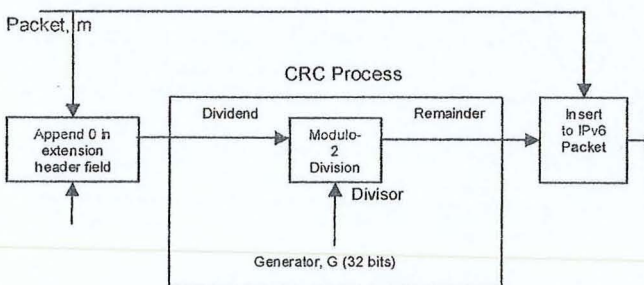 Packet, m
CRC Process
Append 0 in
extension
header field
Dividend
Modulo-
2
Division
Remainder
Insert
to IPv6
Packet
Divisor
Generator, G (32 bits)